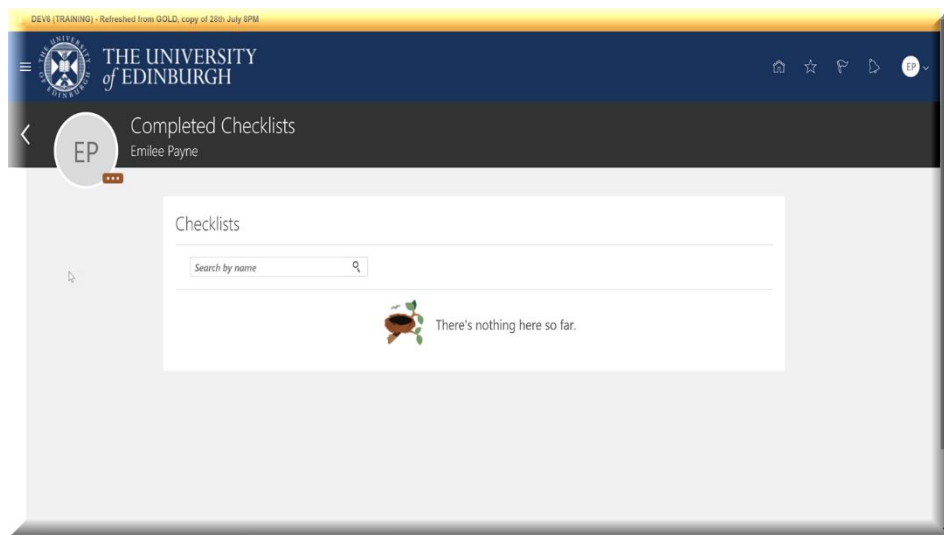 DEV6 (TRAINING) - Refreshed from GOLD, copy of 28th July 8PM
THE UNIVERSITY
of EDINBURGH
EP
Completed Checklists
EP
Emilee Payne
Checklists
Search by name
There's nothing here so far.